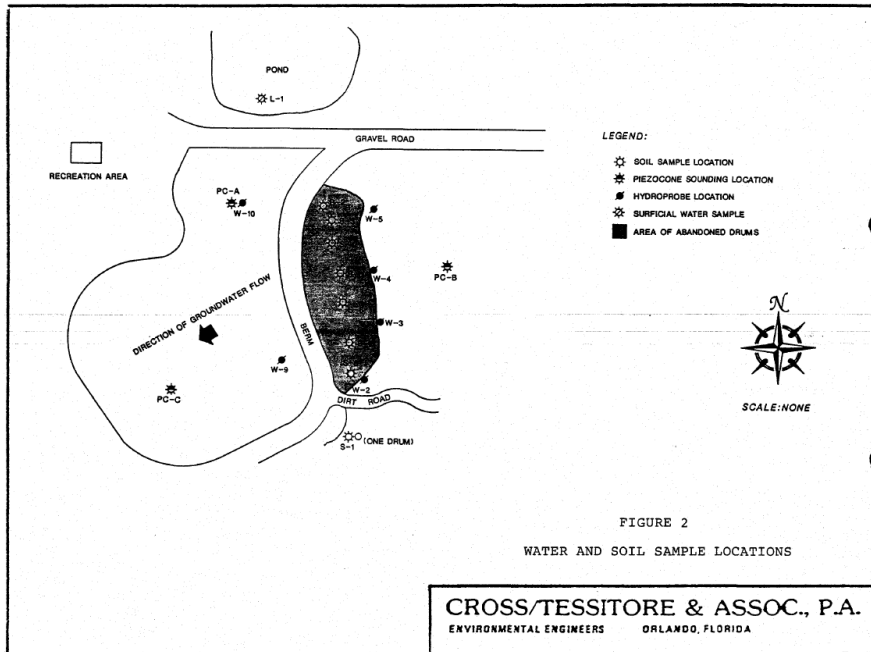 POND
L-1
GRAVEL ROAD
RECREATION AREA
PC-A
W-10
W-5
W-4
PC-B
DIRECTION OF GROUNDWATER FLOW
BERM
W-3
W-9
PC-C
W-2
DIRT ROAD
S-1 (ONE DRUM)
LEGEND:
SOIL SAMPLE LOCATION
PIEZOCONE SOUNDING LOCATION
HYDROPROBE LOCATION
SURFICIAL WATER SAMPLE
AREA OF ABANDONED DRUMS
N
SCALE:NONE
FIGURE 2
WATER AND SOIL SAMPLE LOCATIONS
CROSS/TESSITORE & ASSOC., P.A.
ENVIRONMENTAL ENGINEERS ORLANDO, FLORIDA